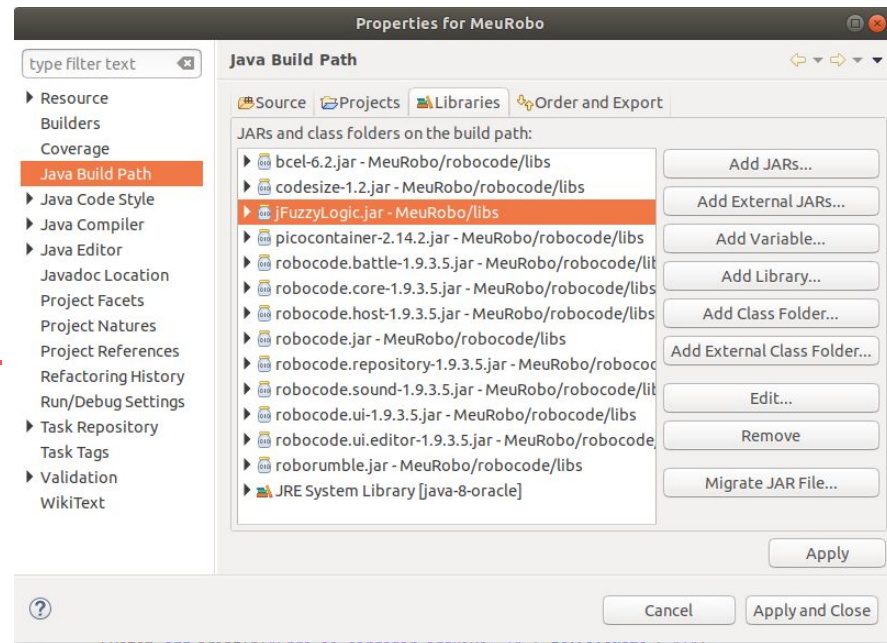 Properties for MeuRobo
type filter text
Resource
Builders
Coverage
Java Build Path
Java Code Style
Java Compiler
Java Editor
Javadoc Location
Project Facets
Project Natures
Project References
Refactoring History
Run/Debug Settings
Task Repository
Task Tags
Validation
WikiText
Java Build Path
Source Projects Libraries Order and Export
JARs and class folders on the build path:
bcel-6.2.jar - MeuRobo/robocode/libs
codesize-1.2.jar - MeuRobo/robocode/libs
jFuzzyLogic.jar - MeuRobo/libs
picocontainer-2.14.2.jar - MeuRobo/robocode/libs
robocode.battle-1.9.3.5.jar - MeuRobo/robocode/lib
robocode.core-1.9.3.5.jar - MeuRobo/robocode/libs
robocode.host-1.9.3.5.jar - MeuRobo/robocode/libs
robocode.jar - MeuRobo/robocode/libs
robocode.repository-1.9.3.5.jar - MeuRobo/robococ
robocode.sound-1.9.3.5.jar - MeuRobo/robocode/lib
robocode.ui-1.9.3.5.jar - MeuRobo/robocode/libs
robocode.ui.editor-1.9.3.5.jar - MeuRobo/robocode
roborumble.jar - MeuRobo/robocode/libs
JRE System Library [java-8-oracle]
Add JARs...
Add External JARs...
Add Variable...
Add Library...
Add Class Folder...
Add External Class Folder...
Edit...
Remove
Migrate JAR File...
Apply
Cancel
Apply and Close